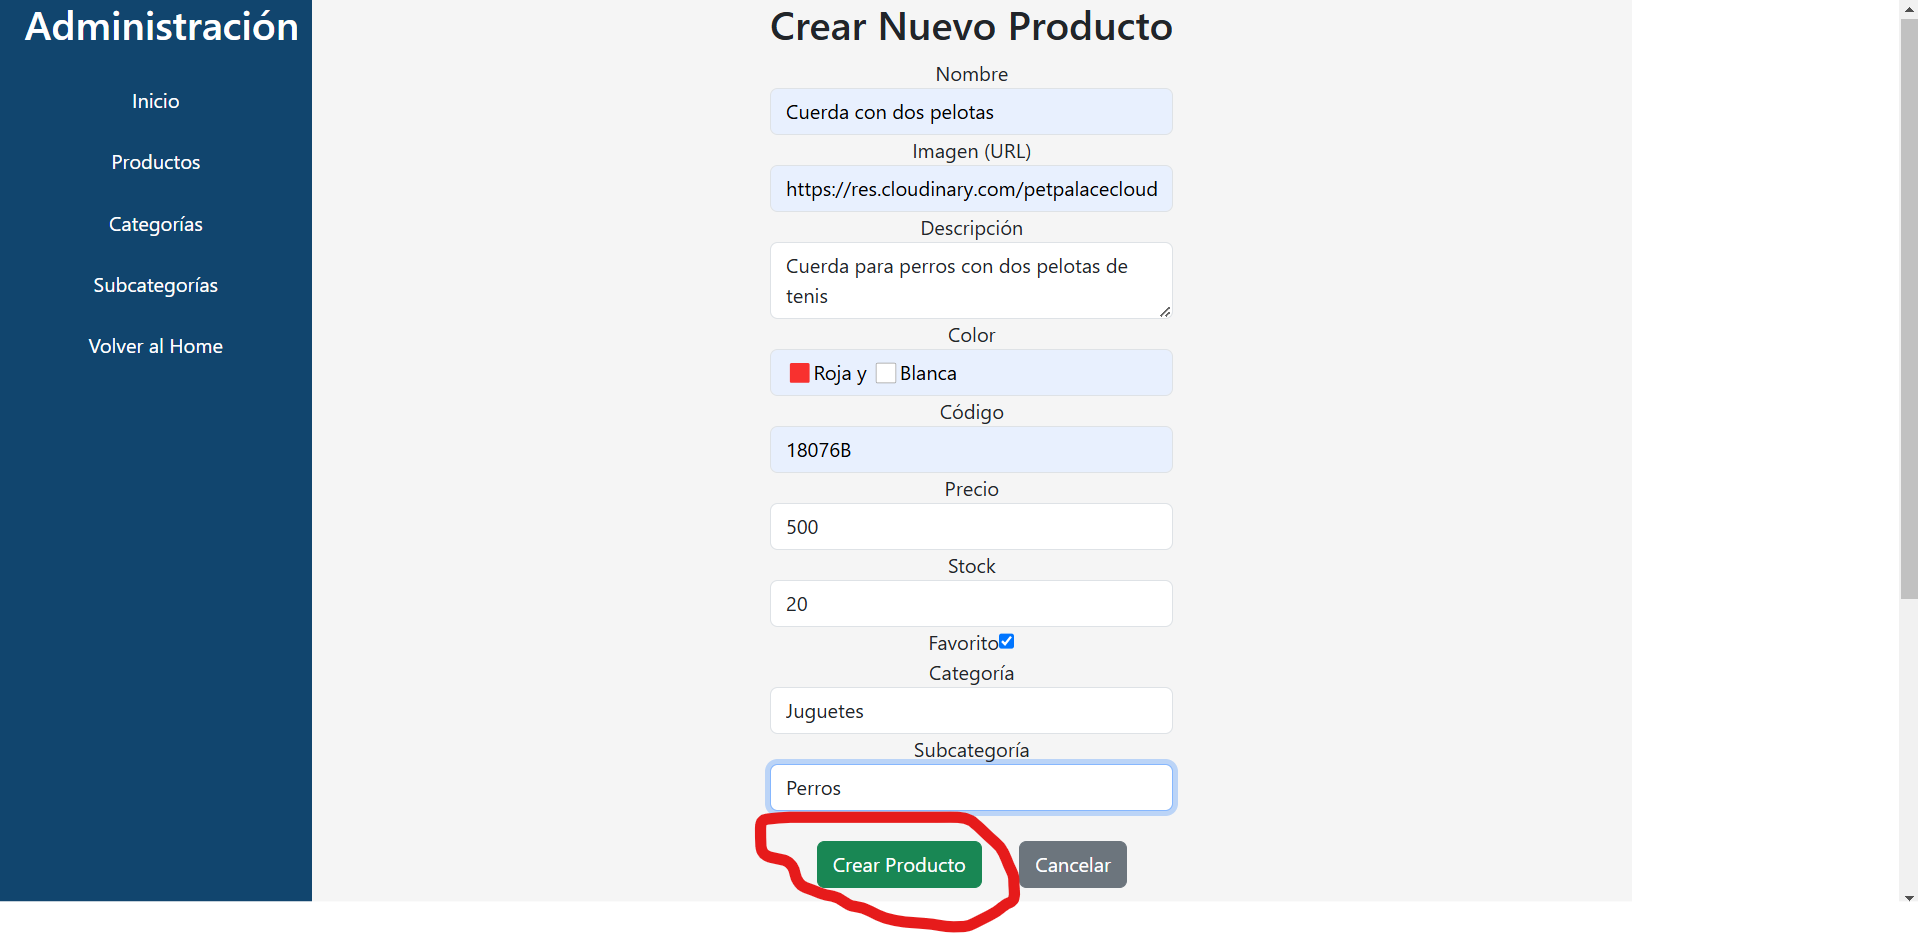 Administración
Inicio
Productos
Categorías
Subcategorías
Volver al Home
Crear Nuevo Producto
Nombre
Cuerda con dos pelotas
Imagen (URL)
https://res.cloudinary.com/petpalacecloud
Descripción
Cuerda para perros con dos pelotas de
tenis
Color
🟥Roja y ⬜Blanca
Código
18076B
Precio
500
Stock
20
Favorito
Categoría
Juguetes
Subcategoría
Perros
Crear Producto
Cancelar